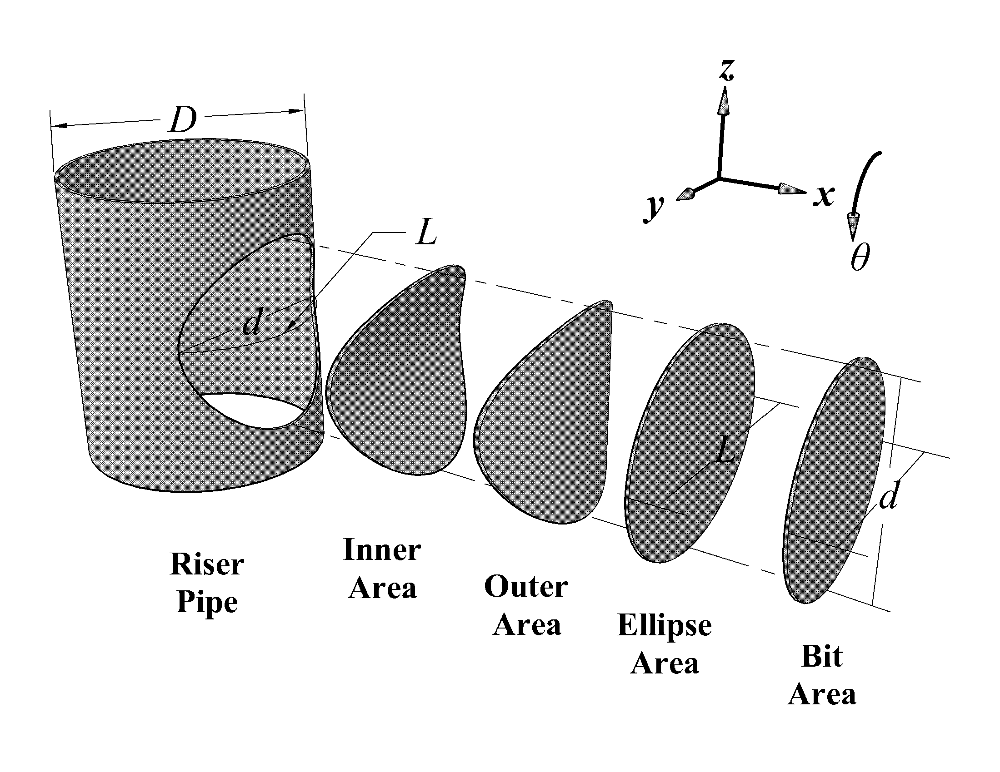 z
D
x
y
L
θ
d
L
d
Inner
Area
Riser
Pipe
Outer
Area
Ellipse
Area
Bit
Area